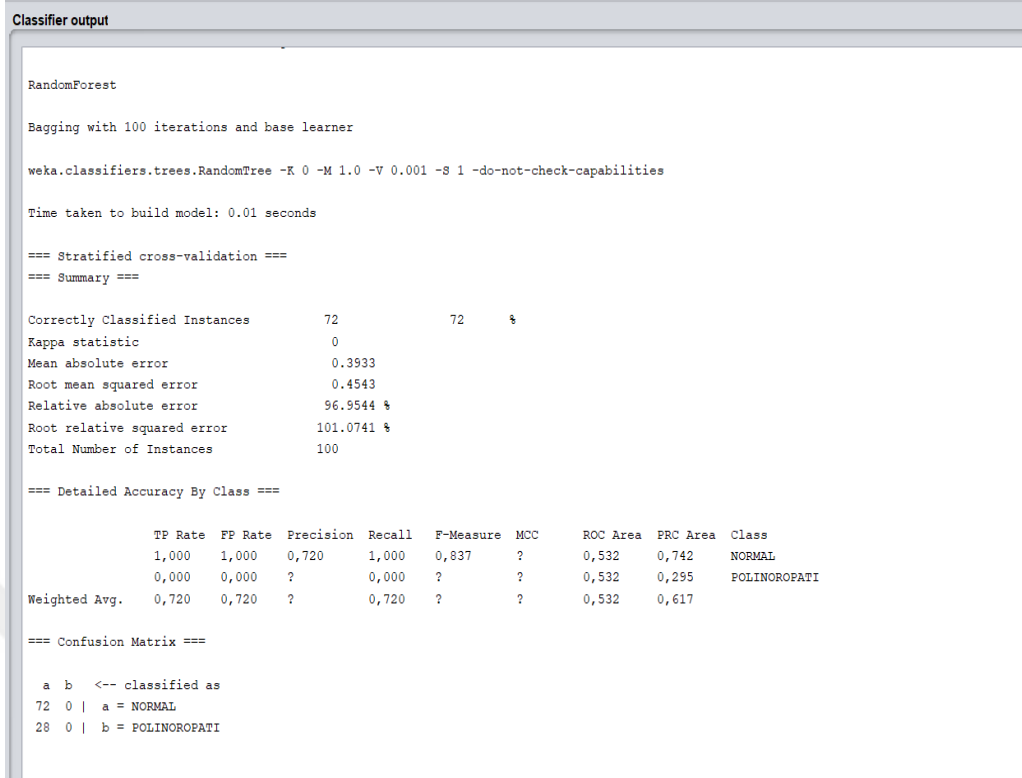 Classifier output
RandomForest
Bagging with 100 iterations and base learner
weka.classifiers.trees.RandomTree -K 0 -M 1.0 -V 0.001 -S 1 -do-not-check-capabilities
Time taken to build model: 0.01 seconds
=== Stratified cross-validation ===
=== Summary ===
Correctly Classified Instances 72 72 %
Kappa statistic 0
Mean absolute error 0.3933
Root mean squared error 0.4543
Relative absolute error 96.9544 %
Root relative squared error 101.0741 %
Total Number of Instances 100
=== Detailed Accuracy By Class ===
TP Rate FP Rate Precision Recall F-Measure MCC ROC Area PRC Area Class
1,000 1,000 0,720 1,000 0,837 ? 0,532 0,742 NORMAL
0,000 0,000 ? 0,000 ? ? 0,532 0,295 POLINOROPATI
Weighted Avg. 0,720 0,720 ? 0,720 ? ? 0,532 0,617
=== Confusion Matrix ===
a b <-- classified as
72 0 | a = NORMAL
28 0 | b = POLINOROPATI